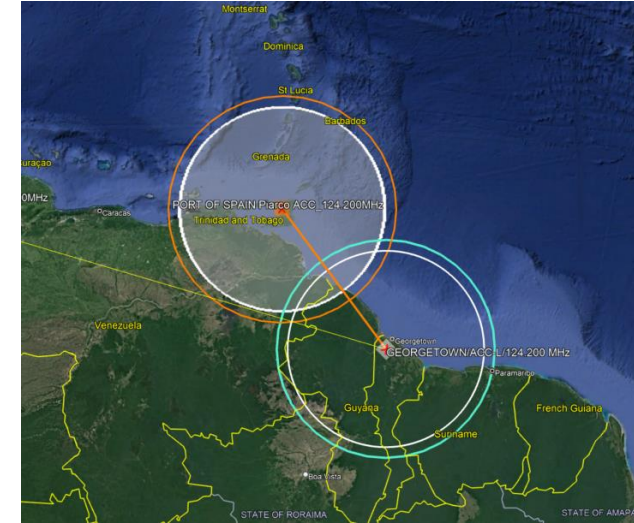 Montserrat
Dominica
St Lucia
Barbados
Grenada
uraçao
0MHz
Caracas
PORT OF SPAIN/Piarco ACC_124-200MHz
Trinidad and Tobago
Venezuela
Georgetown
GEORGETOWN/ACC-L/124-200 MHz
Paramaribo
Guyana
French Guiana
Suriname
Boa Vista
STATE OF RORAIMA
STATE OF AMAPA